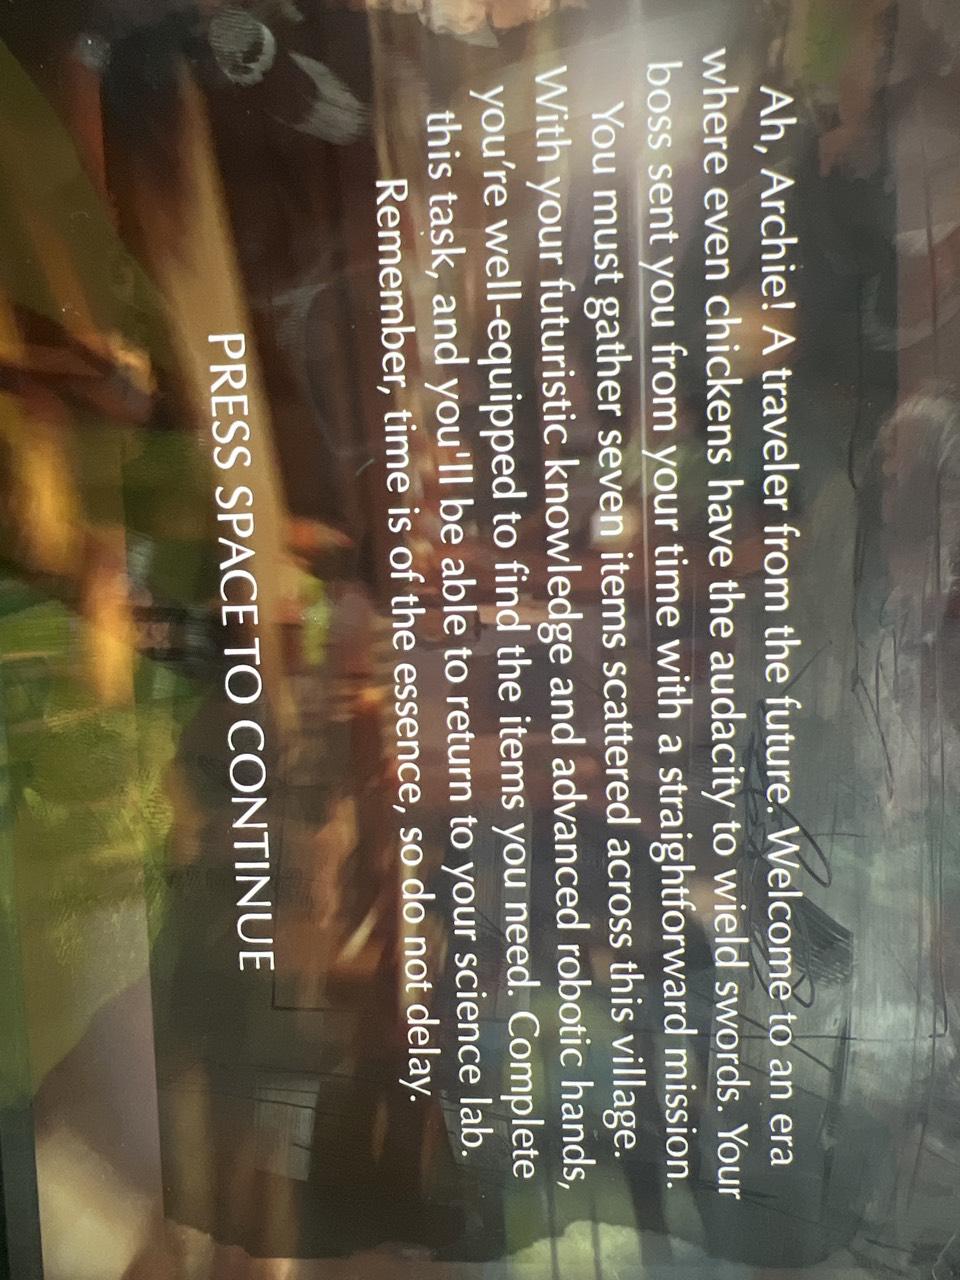 Ah, Archie! A traveler from the future. Welcome to an era
where even chickens have the audacity to wield swords. Your
boss sent you from your time with a straightforward mission.
You must gather seven items scattered across this village.
With your futuristic knowledge and advanced robotic hands,
you're well-equipped to find the items you need. Complete
this task, and you'll be able to return to your science lab.
Remember, time is of the essence, so do not delay.
PRESS SPACE TO CONTINUE